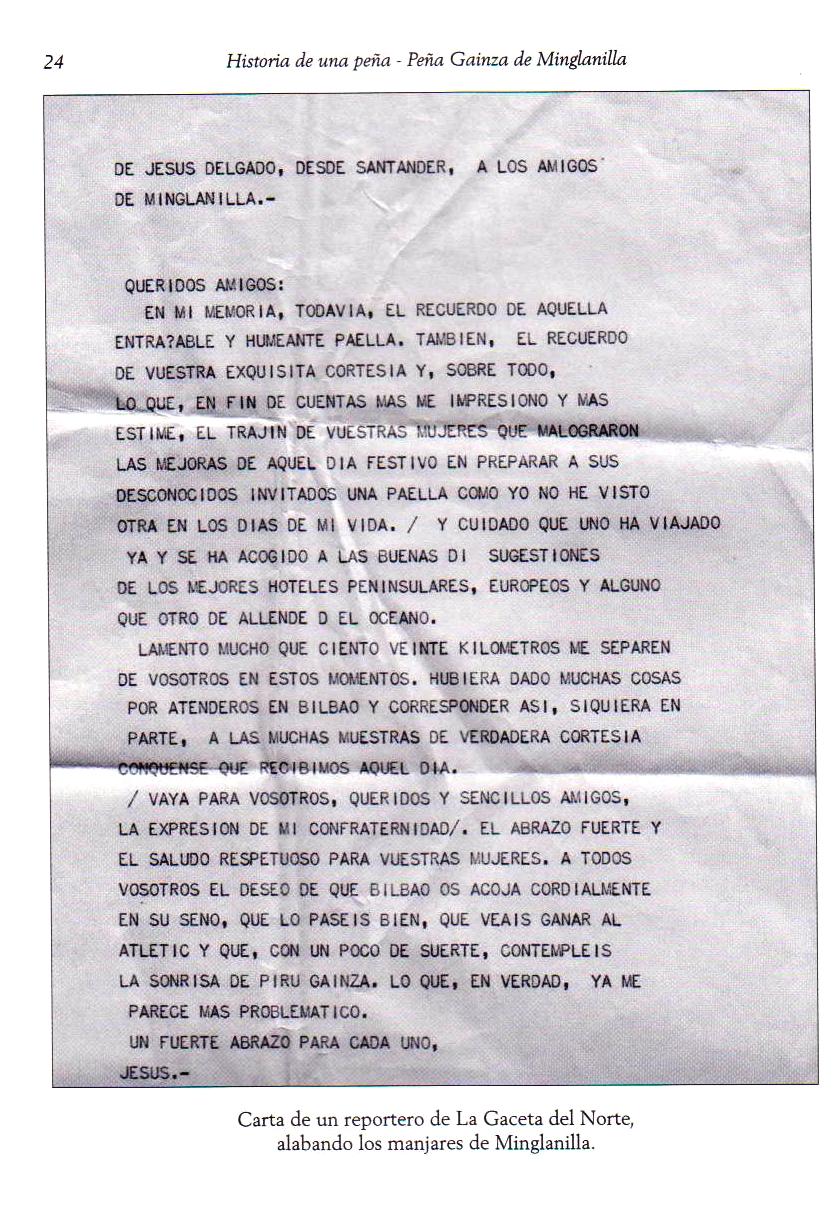 24
Historia de una peña - Peña Gainza de Minglanilla
DE JESUS DELGADO, DESDE SANTANDER, A LOS AMIGOS
DE MINGLANILLA.-
QUERIDOS AMIGOS:
EN MI MEMORIA, TODAVIA, EL RECUERDO DE AQUELLA
ENTRA?ABLE Y HUMEANTE PAELLA. TAMBIEN, EL RECUERDO
DE VUESTRA EXQUISITA CORTESIA Y, SOBRE TODO,
LO QUE, EN FIN DE CUENTAS MAS ME IMPRESIONO Y MAS
ESTIME, EL TRAJIN DE VUESTRAS MUJERES QUE MALOGRARON
LAS MEJORAS DE AQUEL DIA FESTIVO EN PREPARAR A SUS
DESCONOCIDOS INVITADOS UNA PAELLA COMO YO NO HE VISTO
OTRA EN LOS DIAS DE MI VIDA. / Y CUIDADO QUE UNO HA VIAJADO
YA Y SE HA ACOGIDO A LAS BUENAS DI SUGESTIONES
DE LOS MEJORES HOTELES PENINSULARES, EUROPEOS Y ALGUNO
QUE OTRO DE ALLENDE D EL OCEANO.
LAMENTO MUCHO QUE CIENTO VEINTE KILOMETROS ME SEPAREN
DE VOSOTROS EN ESTOS MOMENTOS. HUBIERA DADO MUCHAS COSAS
POR ATENDEROS EN BILBAO Y CORRESPONDER ASI, SIQUIERA EN
PARTE, A LAS MUCHAS MUESTRAS DE VERDADERA CORTESIA
CONQUENSE QUE RECIBIMOS AQUEL DIA.
/ VAYA PARA VOSOTROS, QUERIDOS Y SENCILLOS AMIGOS,
LA EXPRESION DE MI CONFRATERNIDAD/. EL ABRAZO FUERTE Y
EL SALUDO RESPETUOSO PARA VUESTRAS MUJERES. A TODOS
VOSOTROS EL DESEO DE QUE BILBAO OS ACOJA CORDIALMENTE
EN SU SENO, QUE LO PASEIS BIEN, QUE VEAIS GANAR AL
ATLETIC Y QUE, CON UN POCO DE SUERTE, CONTEMPLEIS
LA SONRISA DE PIRU GAINZA. LO QUE, EN VERDAD, YA ME
PARECE MAS PROBLEMATICO.
UN FUERTE ABRAZO PARA CADA UNO,
JESUS.-
Carta de un reportero de La Gaceta del Norte,
alabando los manjares de Minglanilla.